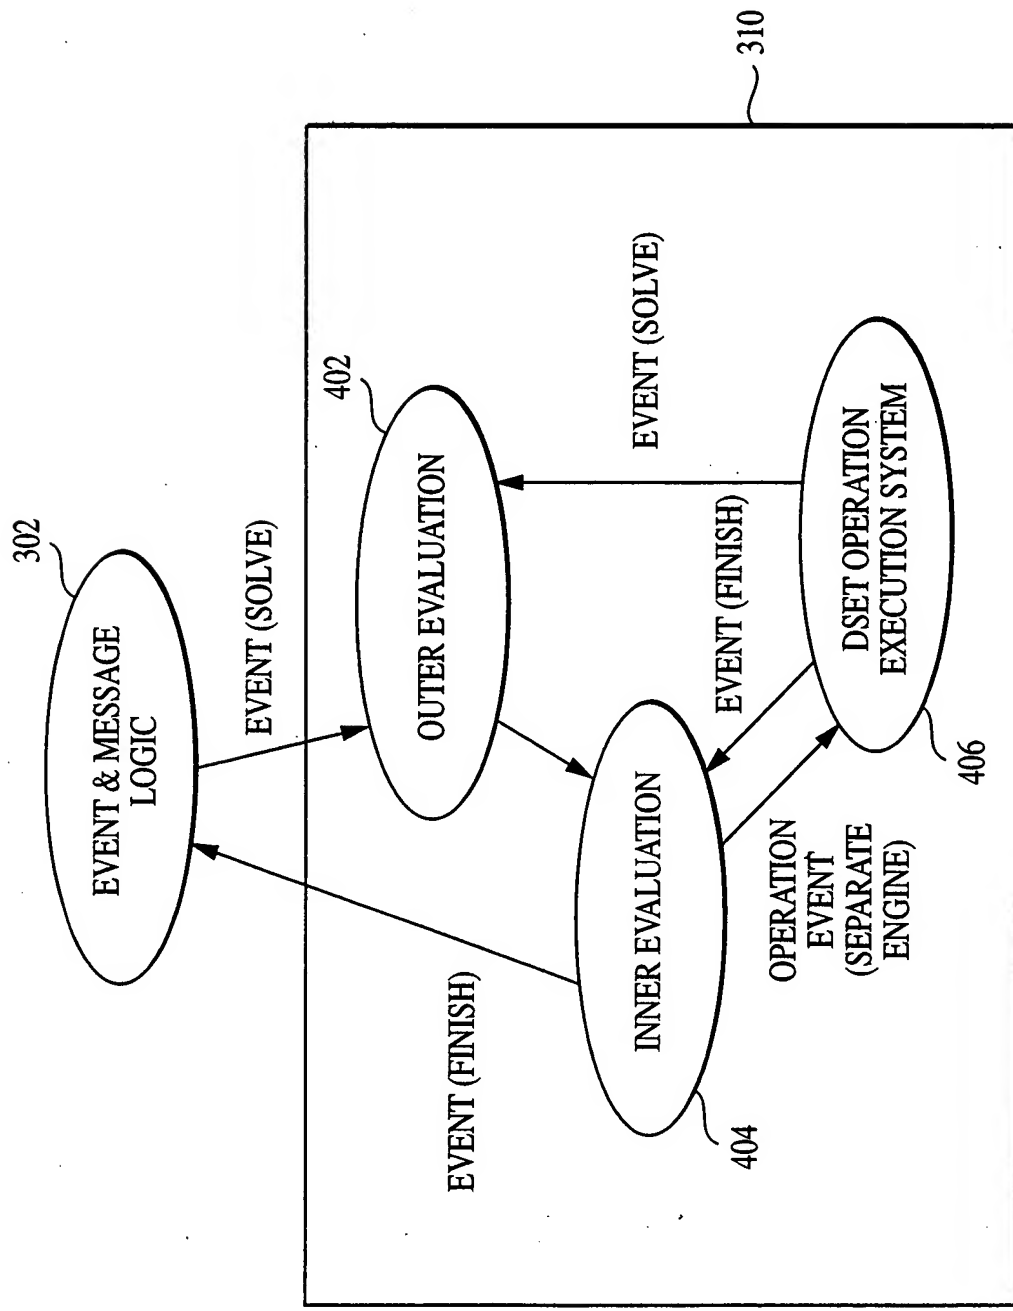 302
EVENT & MESSAGE
LOGIC
EVENT (SOLVE)
EVENT (FINISH)
310
402
OUTER EVALUATION
EVENT (SOLVE)
INNER EVALUATION
404
EVENT (FINISH)
OPERATION
EVENT
(SEPARATE
ENGINE)
DSET OPERATION
EXECUTION SYSTEM
406